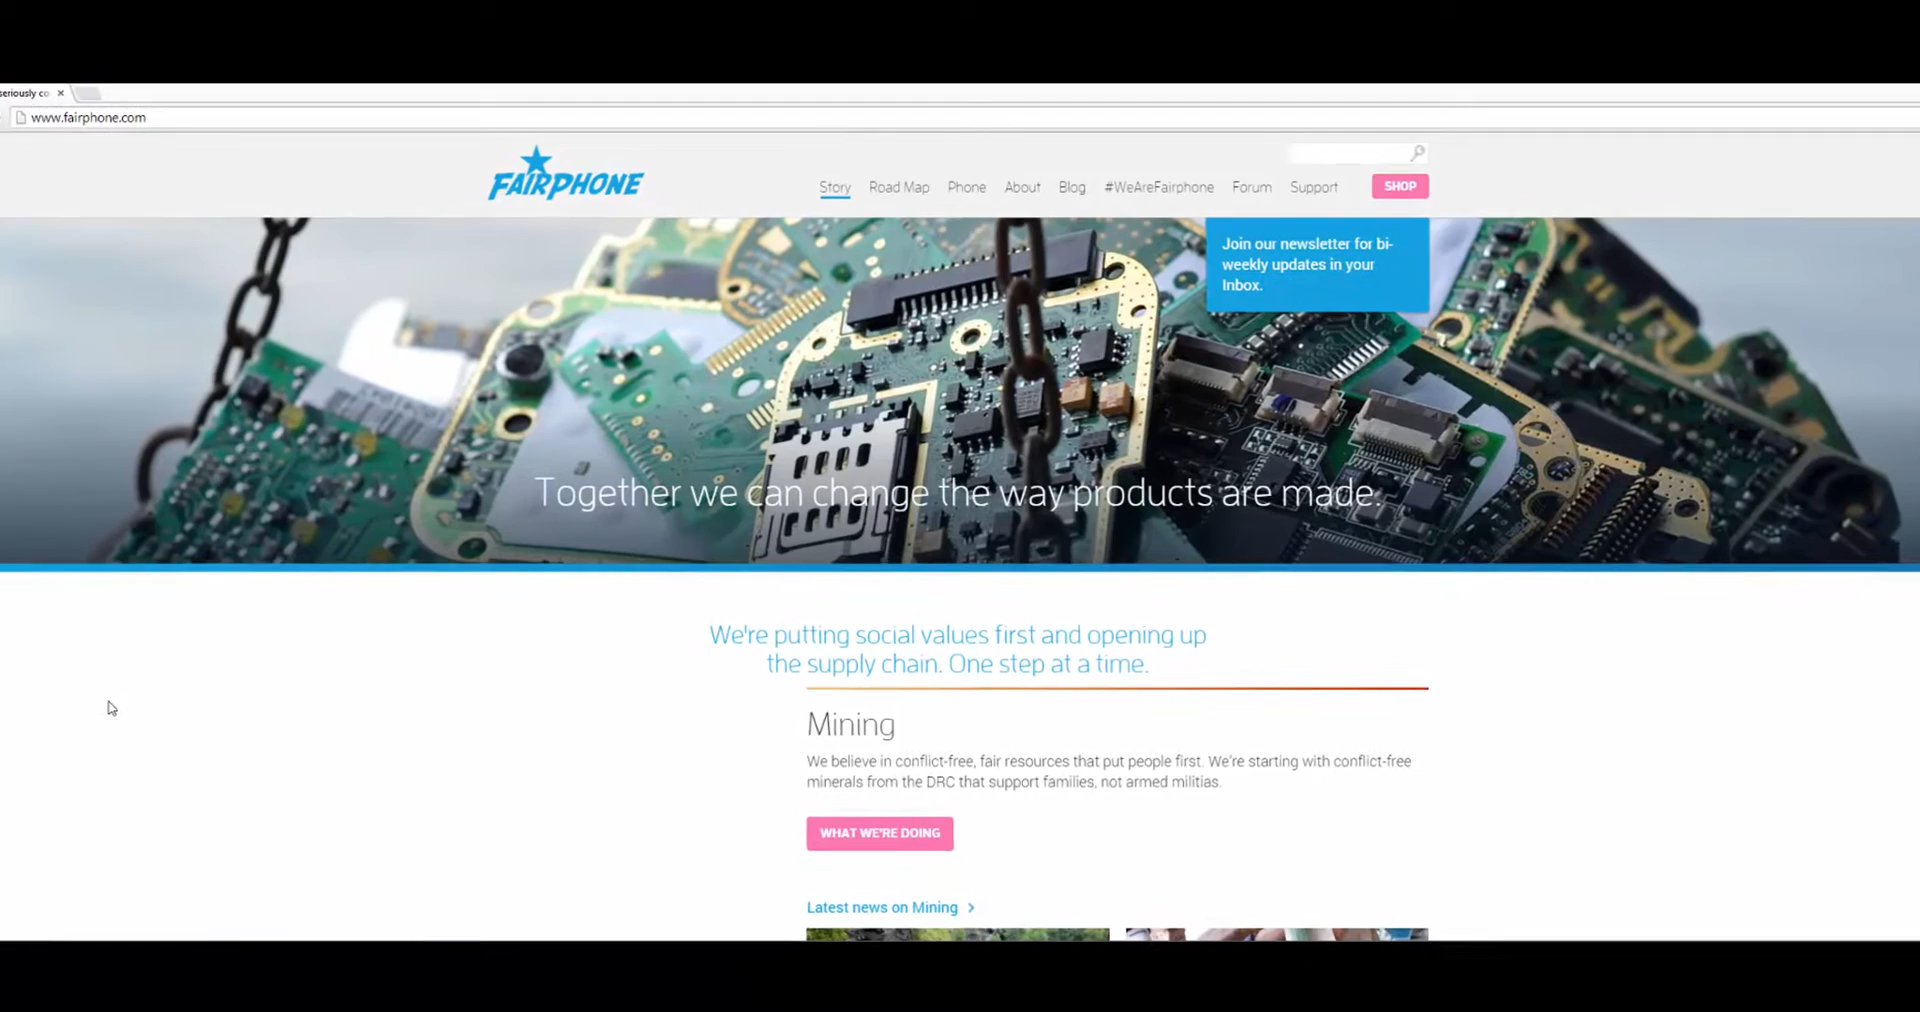 seriously co
www.fairphone.com
FAIRPHONE
Story Road Map Phone About Blog #WeAreFairphone Forum Support SHOP
Join our newsletter for bi-
weekly updates in your
Inbox.
Together we can change the way products are made.
We're putting social values first and opening up
the supply chain. One step at a time.
Mining
We believe in conflict-free, fair resources that put people first. We're starting with conflict-free
minerals from the DRC that support families, not armed militias.
WHAT WE'RE DOING
Latest news on Mining